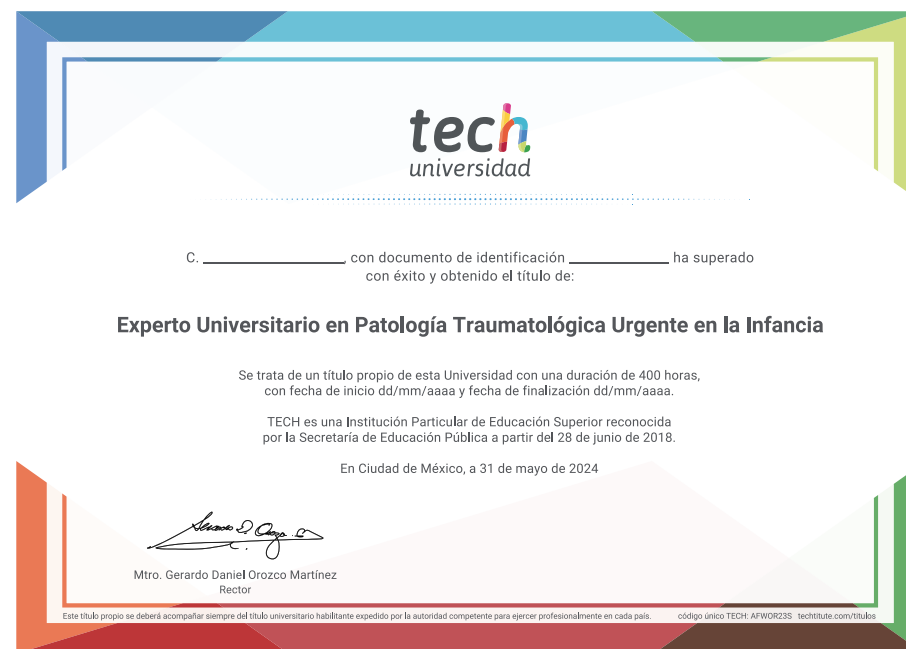 tech
universidad
C. ____________, con documento de identificación ____________ ha superado
con éxito y obtenido el título de:
Experto Universitario en Patología Traumatológica Urgente en la Infancia
Se trata de un título propio de esta Universidad con una duración de 400 horas,
con fecha de inicio dd/mm/aaaa y fecha de finalización dd/mm/aaaa.
TECH es una Institución Particular de Educación Superior reconocida
por la Secretaría de Educación Pública a partir del 28 de junio de 2018.
En Ciudad de México, a 31 de mayo de 2024
Mtro. Gerardo Daniel Orozco Martínez
Rector
Este título propio se deberá acompañar siempre del título universitario habilitante expedido por la autoridad competente para ejercer profesionalmente en cada país. código único TECH: AFWOR23S techtitute.com/titulos